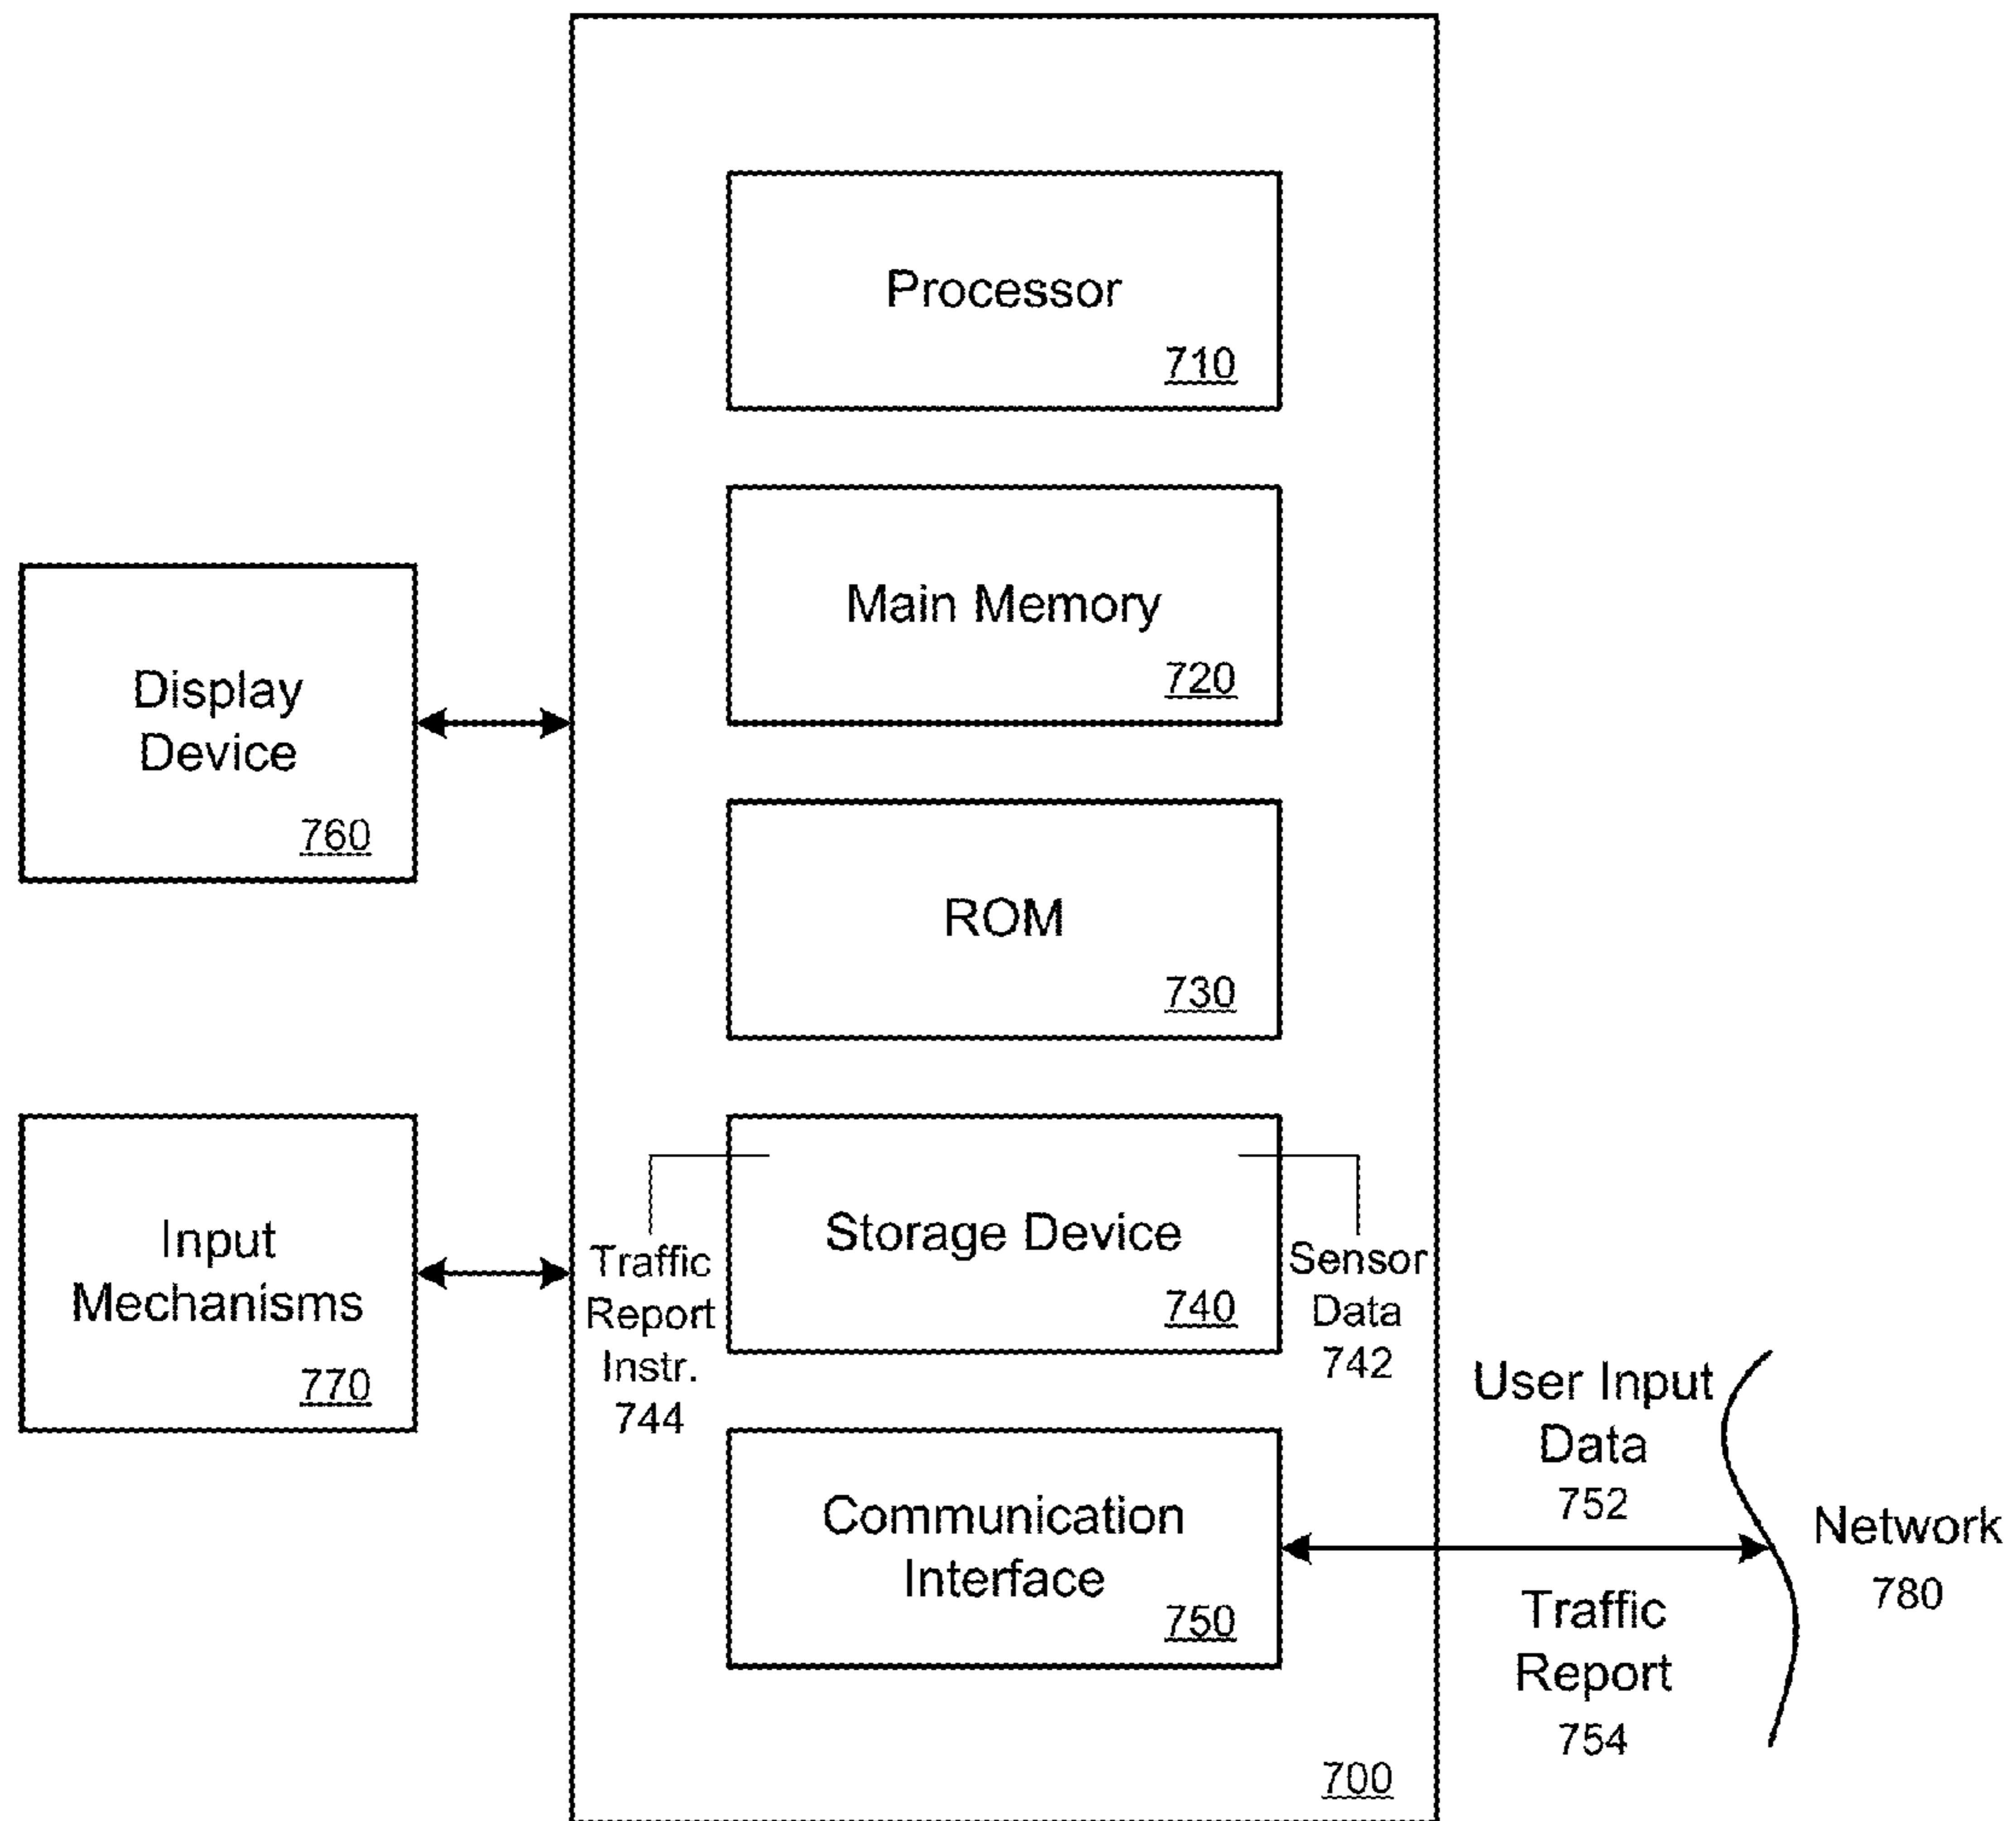 Processor
710
Main Memory
720
Display
Device
760
ROM
730
Input
Mechanisms
770
Traffic
Report
Instr.
744
Storage Device
740
Sensor
Data
742
Communication
Interface
750
User Input
Data
752
Traffic
Report
754
Network
780
700